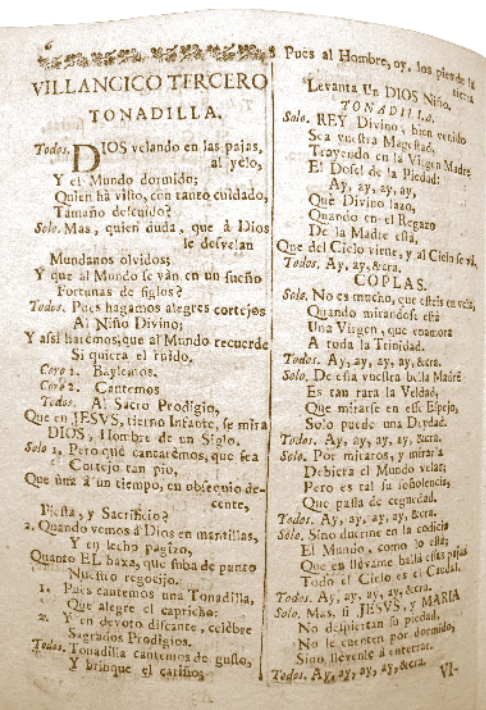 6
VILLANCICO TERCERO
TONADILLA.
Todos. DIOS velando en las pajas,
al yelo,
Y el Mundo dormido;
Quien hà visto, con tanto cuidado,
Tamaño descuido?
Solo. Mas, quien duda, que à Dios
le desvelan
Mundanos olvidos;
Y que al Mundo se vàn en un sueño
Fortunas de siglos?
Todos. Pues hagamos alegres cortejos
Al Niño Divino;
Y assi harèmos, que al Mundo recuerde
Si quiera el ruido.
Coro 1. Baylemos.
Coro 2. Cantemos
Todos. Al Sacro Prodigio,
Que en JESVS, tierno Infante, se mira
DIOS, Hombre de un Siglo.
Solo 1. Pero què cantarèmos, que sea
Cortejo tan pio,
Que una à un tiempo, en obsequio de-
cente,
Fiesta, y Sacrificio?
2. Quando vemos à Dios en mantillas,
Y en lecho pagizo,
Quanto EL baxa, que suba de punto
Nuestro regocijo.
1. Pues cantemos una Tonadilla,
Que alegre el capricho:
2. Y en devoto discante, celèbre
Sagrados Prodigios.
Todos. Tonadilla cantemos de gusto,
Y brinque el cariños
Pues al Hombre, oy, los pies de la
tierra
Levanta un DIOS Niño.
TONADILLA.
Solo. REY Divino, bien venido
Sea vuestra Magestad,
Trayendo en la Virgen Madre
El Dosel de la Piedad:
Ay, ay, ay, ay,
Què Divino lazo,
Quando en el Regazo
De la Madre està,
Que del Cielo viene, y al Cielo se và.
Todos. Ay, ay, &cra.
COPLAS.
Solo. No es mucho, que esteis en vela,
Quando mirandose està
Una Virgen, que enamora
A toda la Trinidad.
Todos. Ay, ay, ay, ay, &cra.
Solo. De essa vuestra bella Madre
Es tan rara la Veldad,
Que mirarse en esse Espejo,
Solo puede una Deydad.
Todos. Ay, ay, ay, ay, &cra.
Solo. Por miraros, y mirarla
Debiera el Mundo velar;
Pero es tal su soñolencia,
Que passa de ceguedad.
Todos. Ay, ay, ay, ay, &cra.
Solo. Sino duerme en la codicia
El Mundo, como lo està;
Que en llevarme hàlla essas pajas
Todo el Cielo es el Caudal.
Todos. Ay, ay, ay, ay, &cra.
Solo. Mas, si JESVS, y MARIA
No despiertan su piedad,
No le cuenten por dormido,
Sino llevenle à enterrar.
Todos. Ay, ay, ay, ay, &cra.
VI-